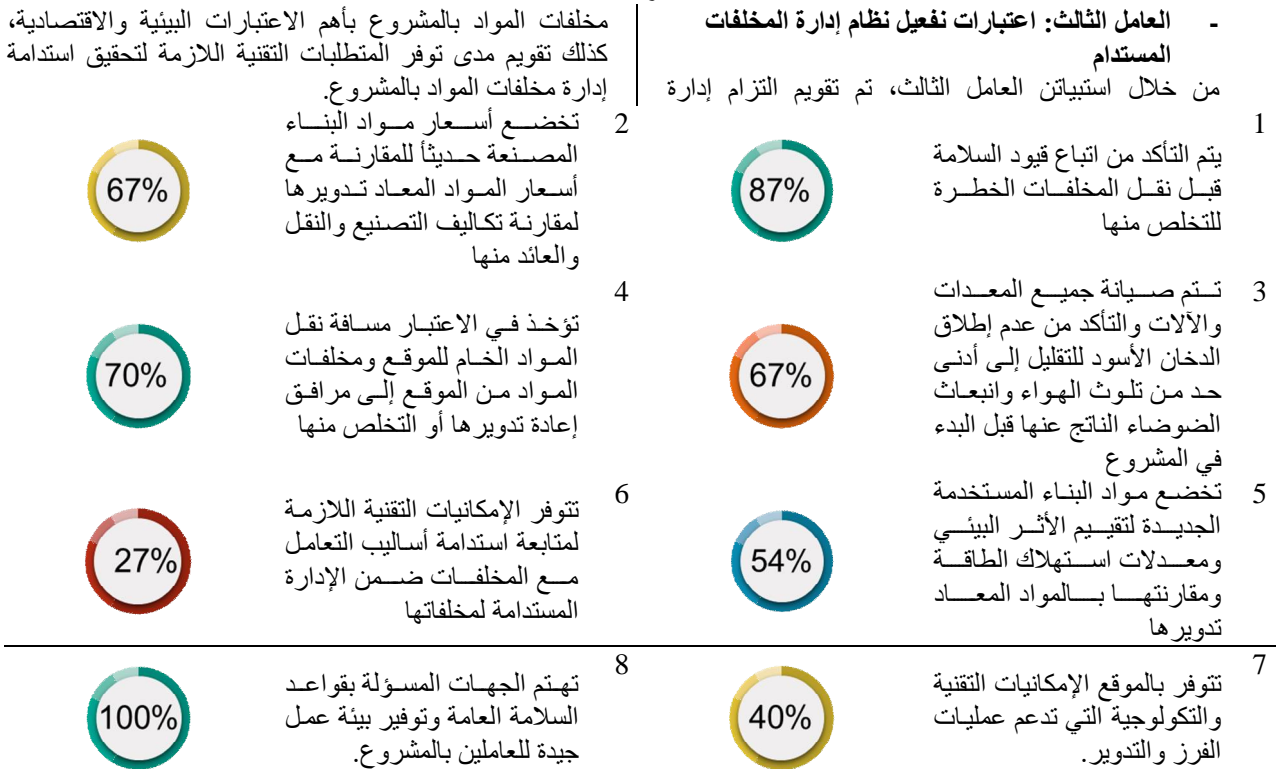 - العامل الثالث: اعتبارات نفعيل نظام إدارة المخلفات
المستدام
من خلال استبياتن العامل الثالث، تم تقويم التزام إدارة
مخلفات المواد بالمشروع بأهم الاعتبارات البيئية والاقتصادية،
كذلك تقويم مدى توفر المتطلبات التقنية اللازمة لتحقيق استدامة
إدارة مخلفات المواد بالمشروع.
1
يتم التأكد من اتباع قيود السلامة
قبل نقل المخلفات الخطرة
للتخلص منها
87%
2
تخضع أسعار مواد البناء
المصنعة حديثأ للمقارنة مع
أسعار المواد المعاد تدويرها
لمقارنة تكاليف التصنيع والنقل
والعائد منها
67%
3
تتم صيانة جميع المعدات
والآلات والتأكد من عدم إطلاق
الدخان الأسود للتقليل إلى أدنى
حد من تلوث الهواء وانبعاث
الضوضاء الناتج عنها قبل البدء
في المشروع
67%
4
تؤخذ في الاعتبار مسافة نقل
المواد الخام للموقع ومخلفات
المواد من الموقع إلى مرافق
إعادة تدويرها أو التخلص منها
70%
5
تخضع مواد البناء المستخدمة
الجديدة لتقييم الأثر البيئي
ومعدلات استهلاك الطاقة
ومقارنتها بالمواد المعاد
تدويرها
54%
6
تتوفر الإمكانيات التقنية اللازمة
لمتابعة استدامة أساليب التعامل
مع المخلفات ضمن الإدارة
المستدامة لمخلفاتها
27%
7
تتوفر بالموقع الإمكانيات التقنية
والتكولوجية التي تدعم عمليات
الفرز والتدوير.
40%
8
تهتم الجهات المسؤلة بقواعد
السلامة العامة وتوفير بيئة عمل
جيدة للعاملين بالمشروع.
100%